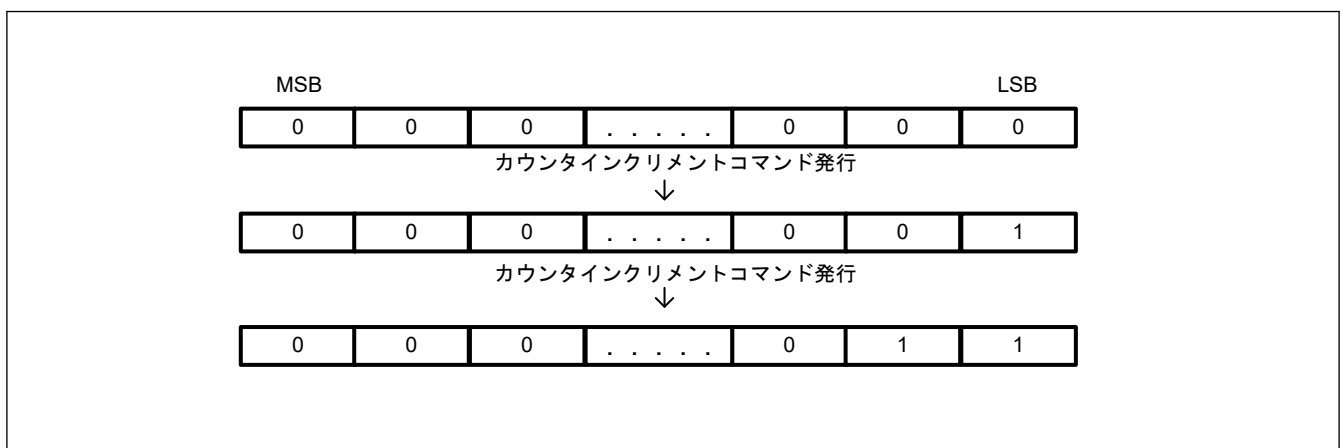 MSB LSB
0 0 0 . . . . . 0 0 0
カウンタインクリメントコマンド発行
↓
0 0 0 . . . . . 0 0 1
カウンタインクリメントコマンド発行
↓
0 0 0 . . . . . 0 1 1